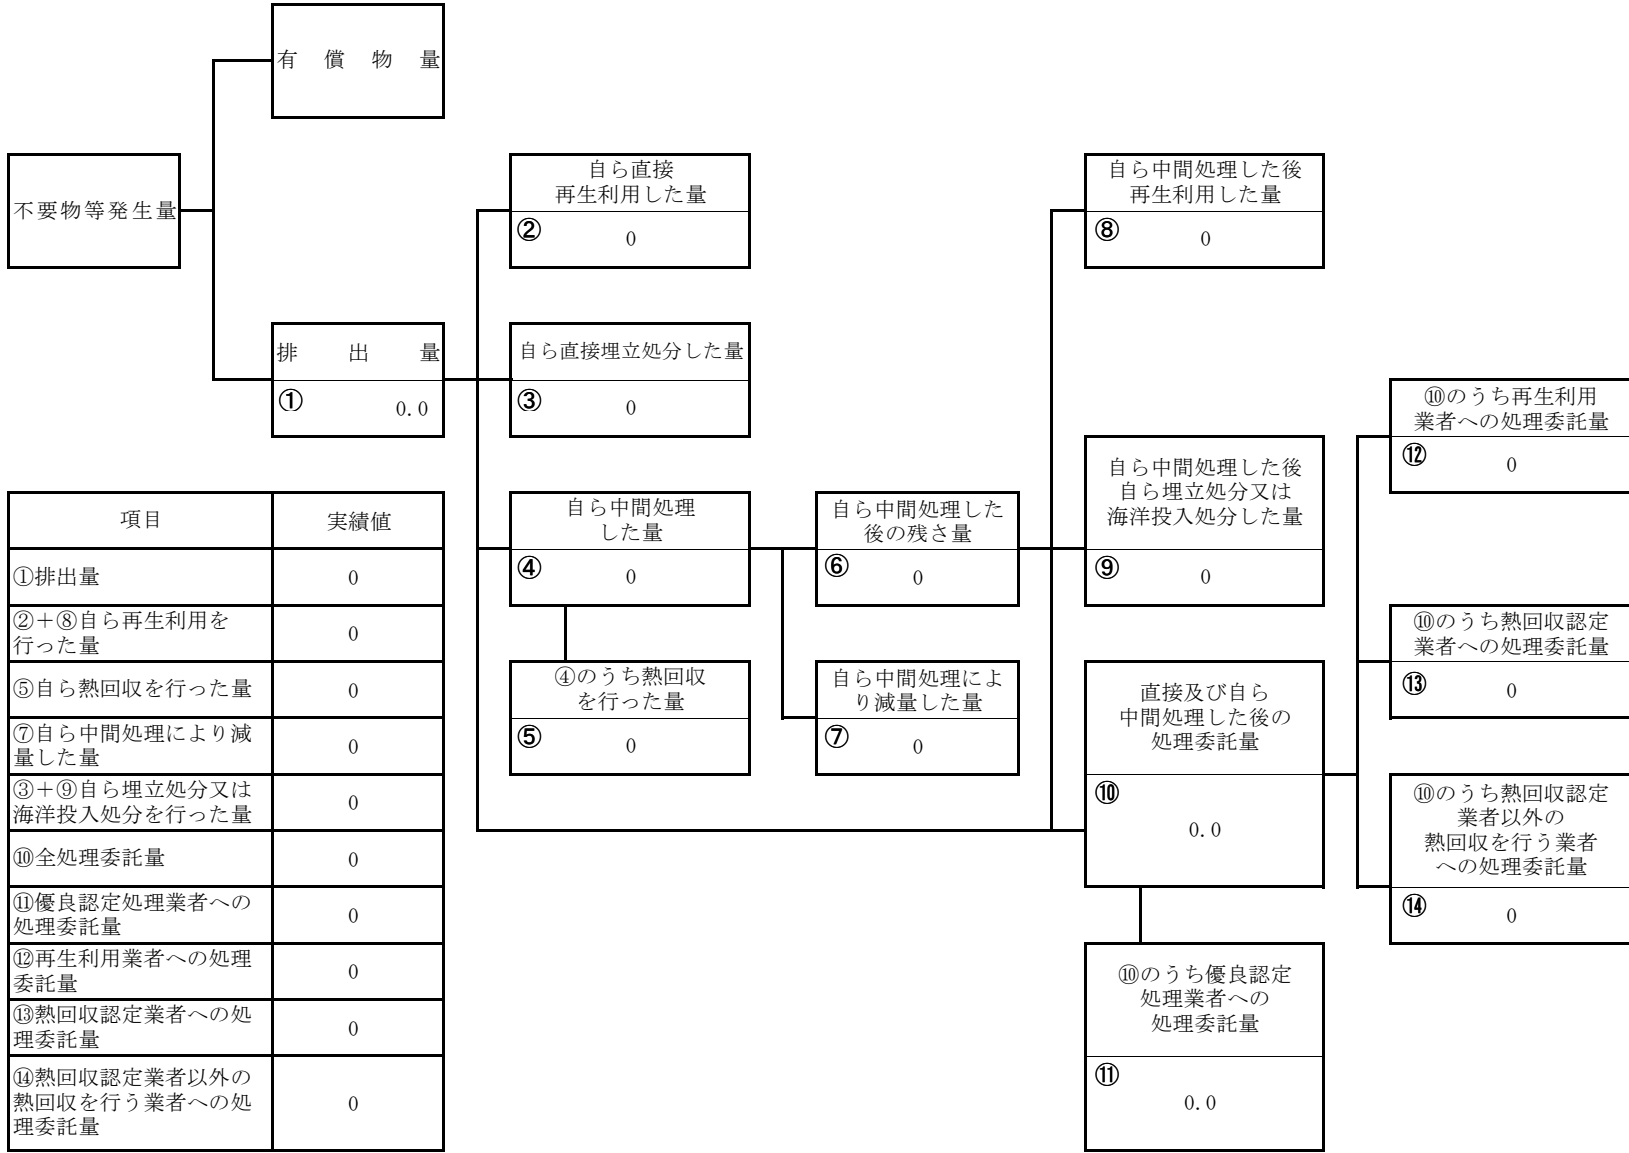 有償物量
不要物等発生量
排出量
① 0.0
自ら直接
再生利用した量
② 0
自ら直接埋立処分した量
③ 0
自ら中間処理
した量
④ 0
④のうち熱回収
を行った量
⑤ 0
自ら中間処理した
後の残さ量
⑥ 0
自ら中間処理によ
り減量した量
⑦ 0
自ら中間処理した後
再生利用した量
⑧ 0
自ら中間処理した後
自ら埋立処分又は
海洋投入処分した量
⑨ 0
直接及び自ら
中間処理した後の
処理委託量
⑩
0.0
⑩のうち優良認定
処理業者への
処理委託量
⑪
0.0
⑩のうち再生利用
業者への処理委託量
⑫ 0
⑩のうち熱回収認定
業者への処理委託量
⑬ 0
⑩のうち熱回収認定
業者以外の
熱回収を行う業者
への処理委託量
⑭ 0
項目 実績値
①排出量 0
②＋⑧自ら再生利用を
行った量 0
⑤自ら熱回収を行った量 0
⑦自ら中間処理により減
量した量 0
③＋⑨自ら埋立処分又は
海洋投入処分を行った量 0
⑩全処理委託量 0
⑪優良認定処理業者への
処理委託量 0
⑫再生利用業者への処理
委託量 0
⑬熱回収認定業者への処
理委託量 0
⑭熱回収認定業者以外の
熱回収を行う業者への処
理委託量 0